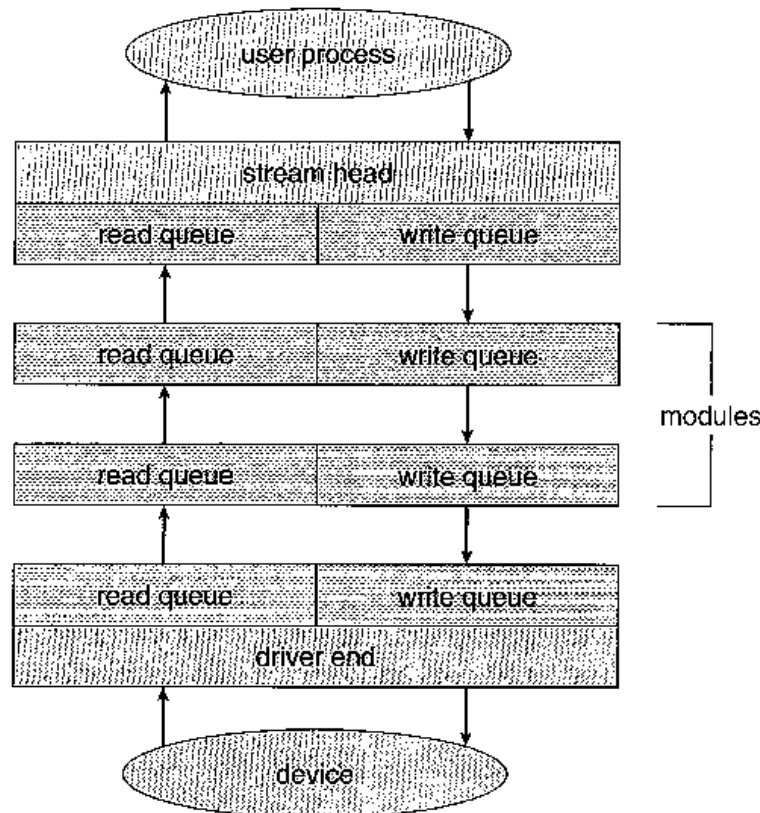 user process
stream head
read queue write queue
read queue write queue
modules
read queue write queue
read queue write queue
driver end
device